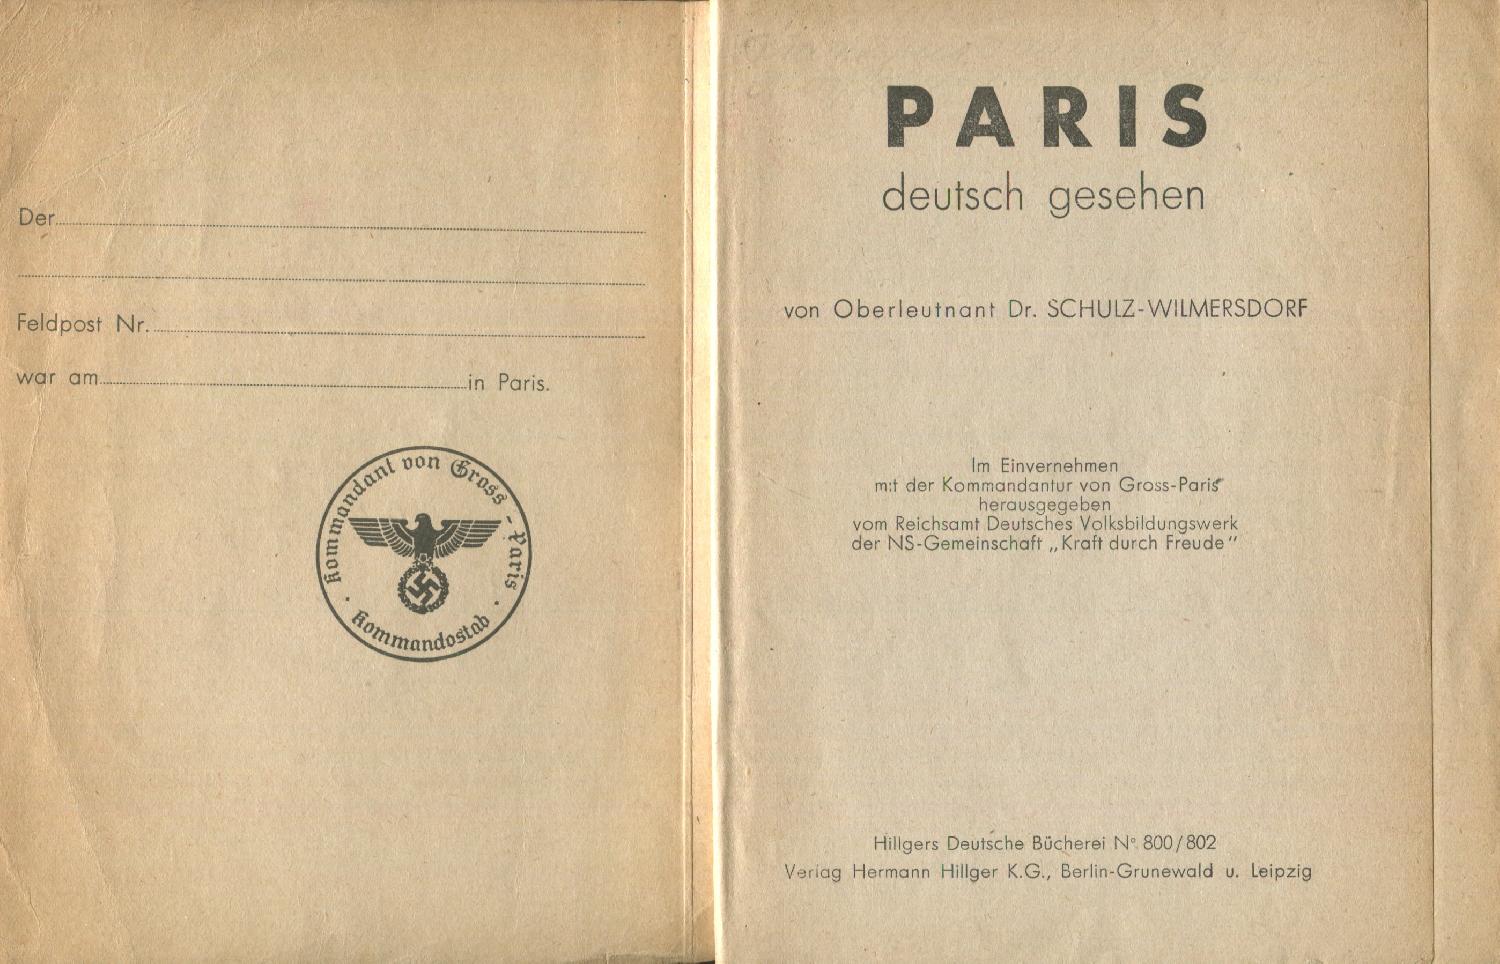 Der
Feldpost Nr.
war am in Paris.
Kommandant von Gross-Paris
Kommandostab
PARIS
deutsch gesehen
von Oberleutnant Dr. SCHULZ-WILMERSDORF
Im Einvernehmen
mit der Kommandantur von Gross-Paris
herausgegeben
vom Reichsamt Deutsches Volksbildungswerk
der NS-Gemeinschaft „Kraft durch Freude“
Hillgers Deutsche Bücherei N° 800/802
Verlag Hermann Hillger K.G., Berlin-Grunewald u. Leipzig